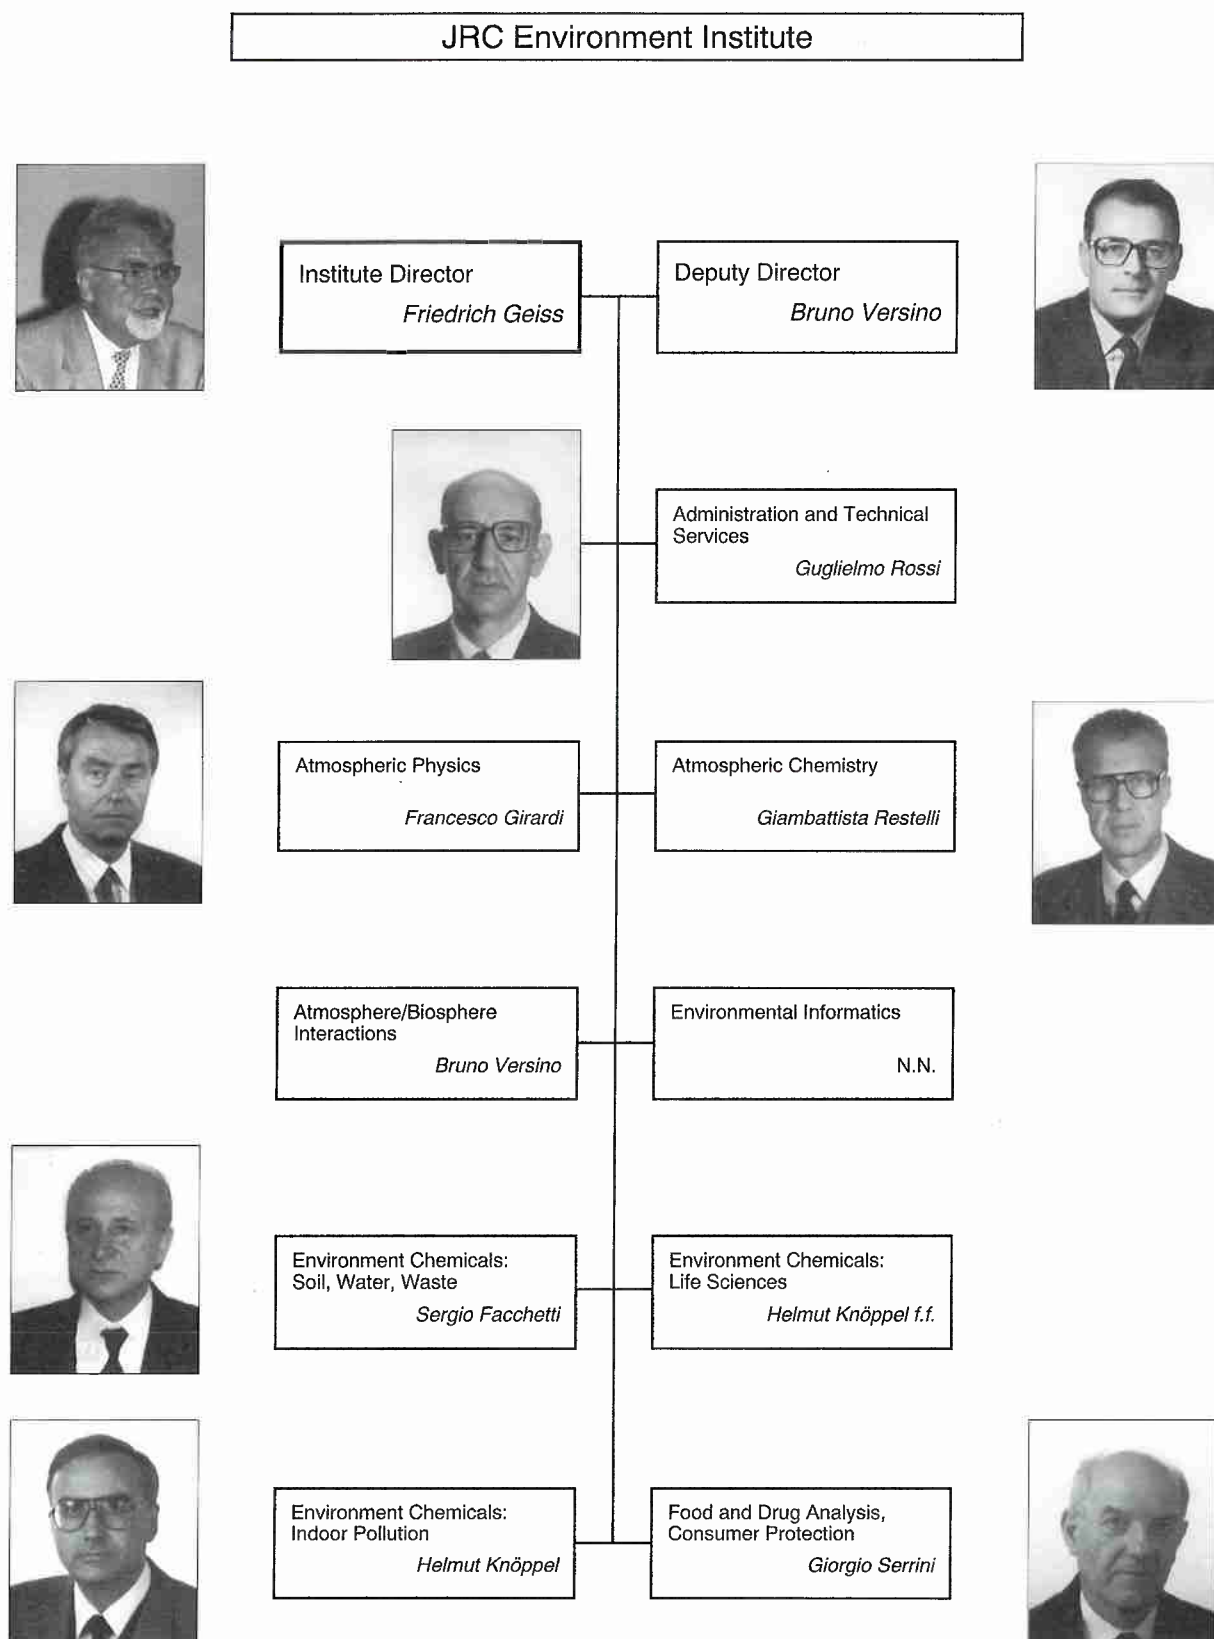 JRC Environment Institute
Institute Director
Friedrich Geiss
Deputy Director
Bruno Versino
Administration and Technical
Services
Guglielmo Rossi
Atmospheric Physics
Francesco Girardi
Atmospheric Chemistry
Giambattista Restelli
Atmosphere/Biosphere
Interactions
Bruno Versino
Environmental Informatics
N.N.
Environment Chemicals:
Soil, Water, Waste
Sergio Facchetti
Environment Chemicals:
Life Sciences
Helmut Knöppel f.f.
Environment Chemicals:
Indoor Pollution
Helmut Knöppel
Food and Drug Analysis,
Consumer Protection
Giorgio Serrini